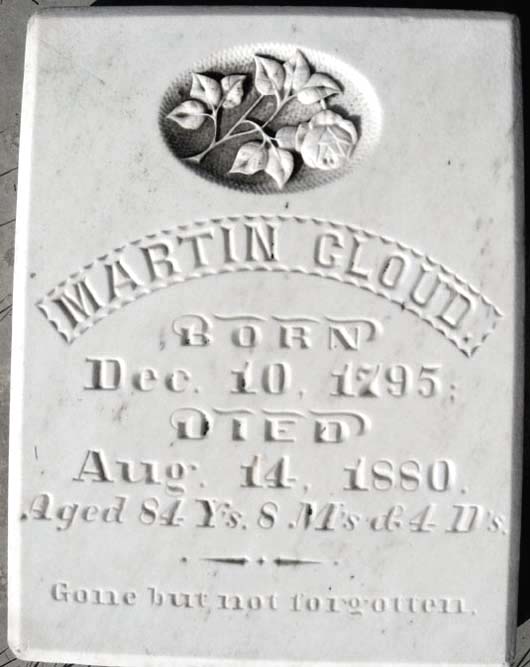 MARTIN CLOUD.
BORN
Dec. 10, 1795;
DIED
Aug. 14, 1880.
Aged 84 Ys. 8 M's & 4 D's.
Gone but not forgotten.